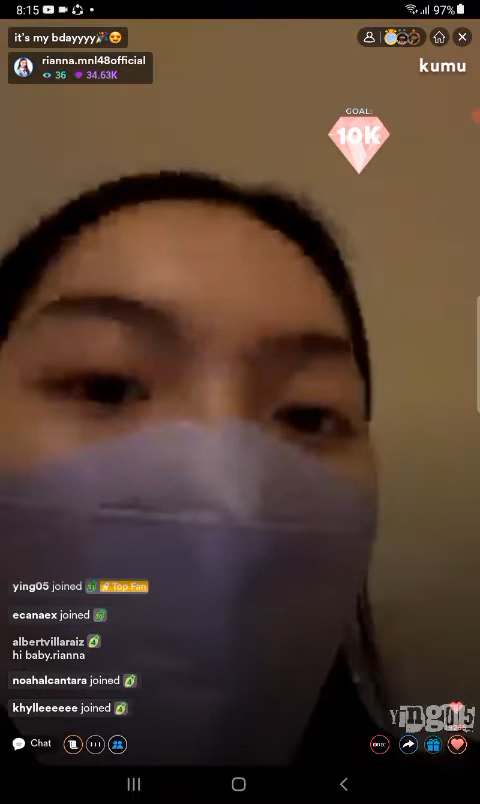 8:15
97%
it's my bdayyyy🎉😍
rianna.mnl48official
36 34.63K
kumu
GOAL:
10K
ying05 joined Top Fan
ecanaex joined
albertvillaraiz
hi baby.rianna
noahalcantara joined
khylleeeeee joined
Ying05
Chat